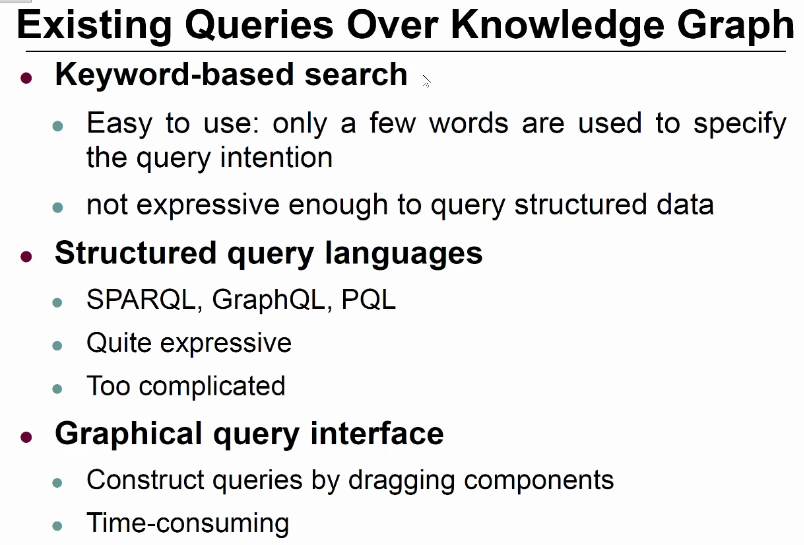 Existing Queries Over Knowledge Graph
Keyword-based search
Easy to use: only a few words are used to specify
the query intention
not expressive enough to query structured data
Structured query languages
SPARQL, GraphQL, PQL
Quite expressive
Too complicated
Graphical query interface
Construct queries by dragging components
Time-consuming